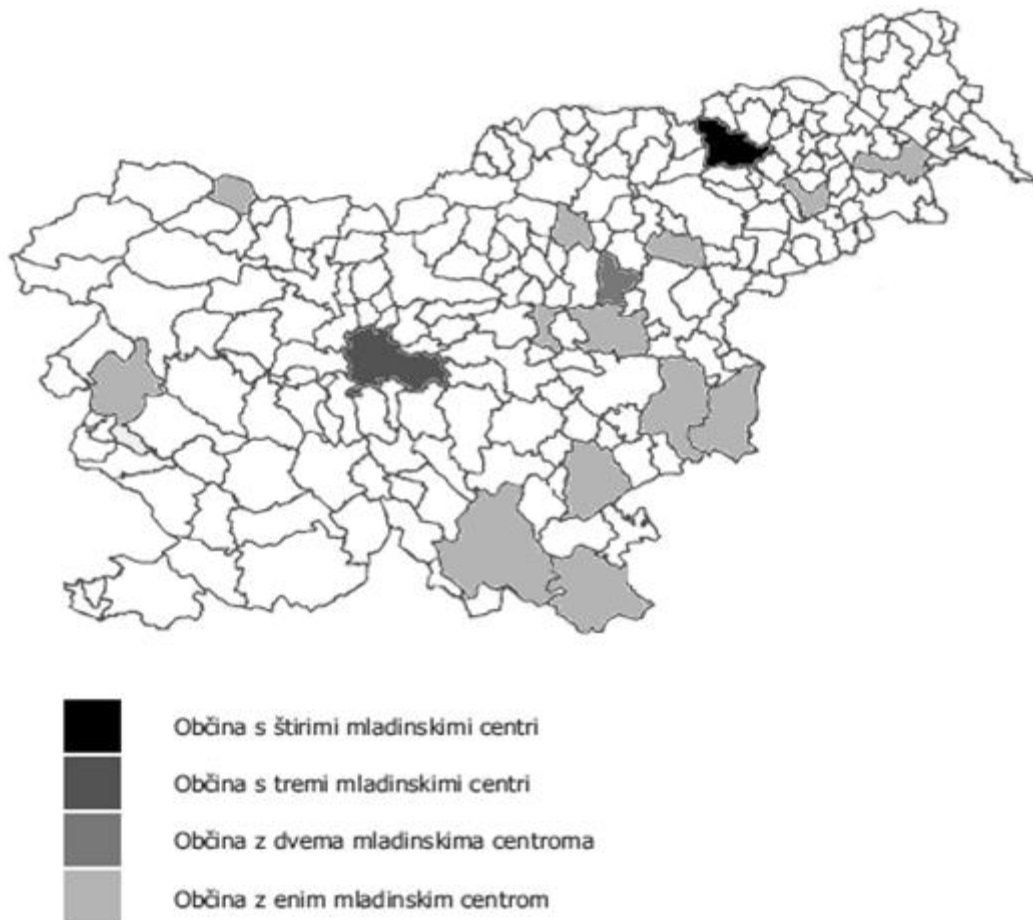 Občina s štirimi mladinskimi centri
Občina s tremi mladinskimi centri
Občina z dvema mladinskima centroma
Občina z enim mladinskim centrom